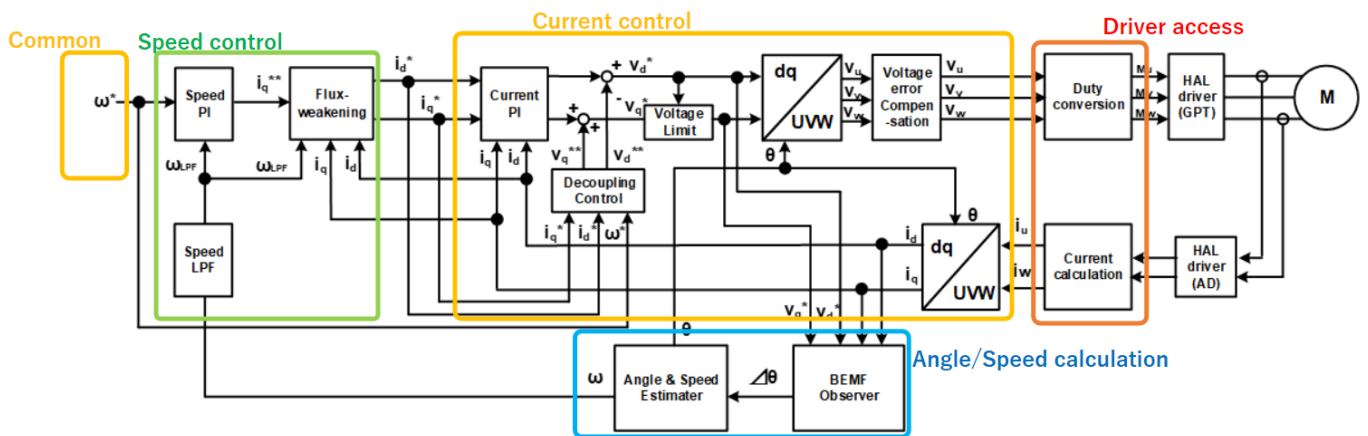 Common
Speed control
Current control
Driver access
ω*
Speed
PI
iq**
Flux-
weakening
id*
iq*
Current
PI
+
vd*
+
+
-
vq*
Voltage
Limit
dq
UVW
Vu
Vv
Vw
Voltage
error
Compen
-sation
Vu
Vv
Vw
Duty
conversion
Mu
Mv
Mw
HAL
driver
(GPT)
M
ωLPF
ωLPF
iq
id
iq
id
vq**
vd**
Decoupling
Control
iq*
id*
ω*
θ
θ
Speed
LPF
id
iq
dq
UVW
iu
iw
Current
calculation
HAL
driver
(AD)
vq*
vd*
θ
ω
Angle & Speed
Estimater
⊿θ
BEMF
Observer
Angle/Speed calculation